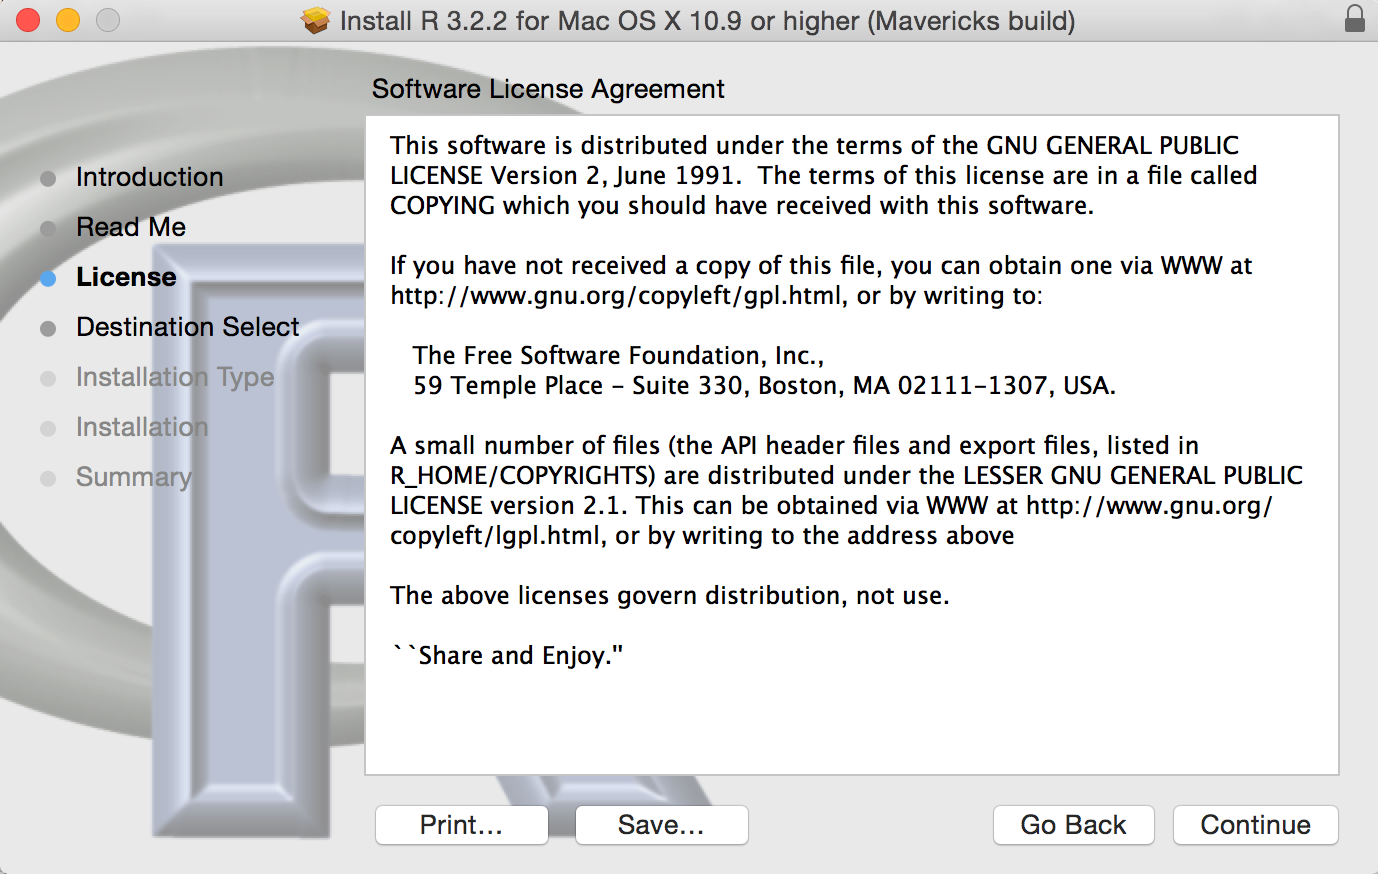 Install R 3.2.2 for Mac OS X 10.9 or higher (Mavericks build)
Software License Agreement
Introduction
Read Me
License
Destination Select
Installation Type
Installation
Summary
This software is distributed under the terms of the GNU GENERAL PUBLIC
LICENSE Version 2, June 1991.  The terms of this license are in a file called
COPYING which you should have received with this software.
If you have not received a copy of this file, you can obtain one via WWW at
http://www.gnu.org/copyleft/gpl.html, or by writing to:
The Free Software Foundation, Inc.,
59 Temple Place – Suite 330, Boston, MA 02111-1307, USA.
A small number of files (the API header files and export files, listed in
R_HOME/COPYRIGHTS) are distributed under the LESSER GNU GENERAL PUBLIC
LICENSE version 2.1. This can be obtained via WWW at http://www.gnu.org/
copyleft/lgpl.html, or by writing to the address above
The above licenses govern distribution, not use.
``Share and Enjoy."
Print...
Save...
Go Back
Continue